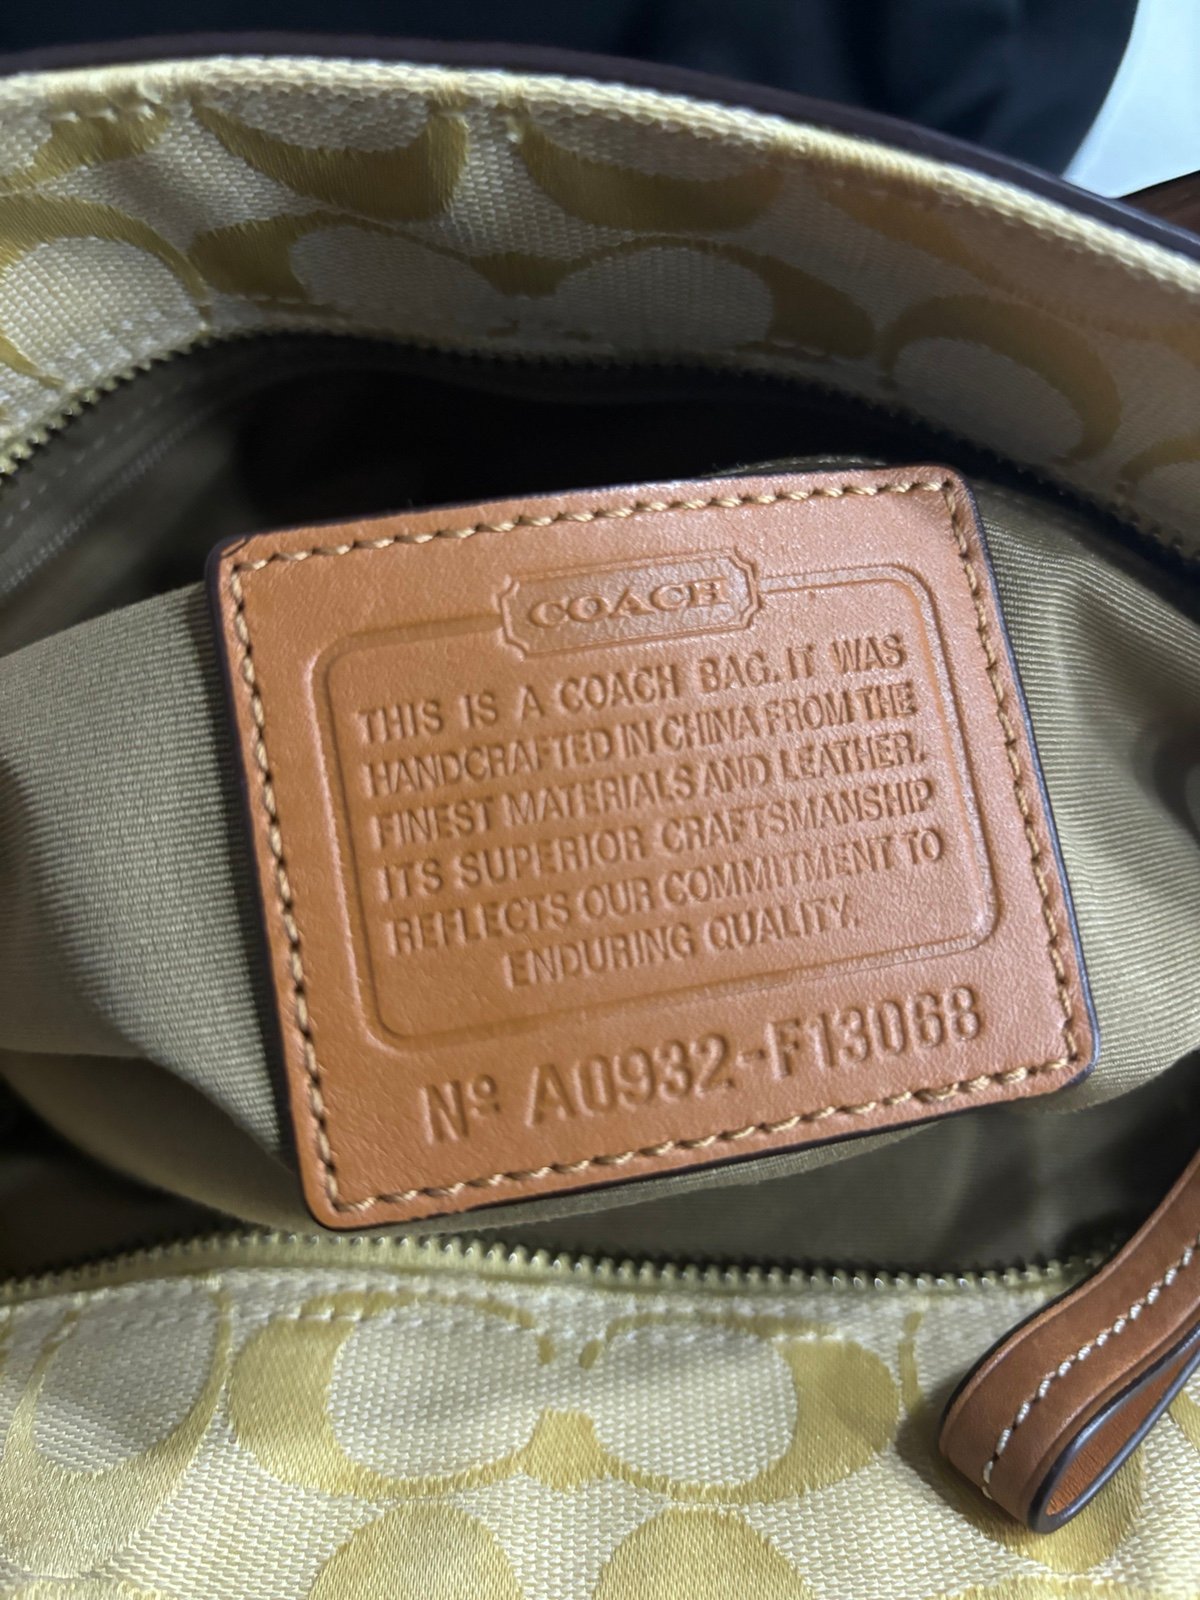 COACH
THIS IS A COACH BAG. IT WAS
HANDCRAFTED IN CHINA FROM THE
FINEST MATERIALS AND LEATHER.
ITS SUPERIOR CRAFTSMANSHIP
REFLECTS OUR COMMITMENT TO
ENDURING QUALITY.
Nº A0932-F13068